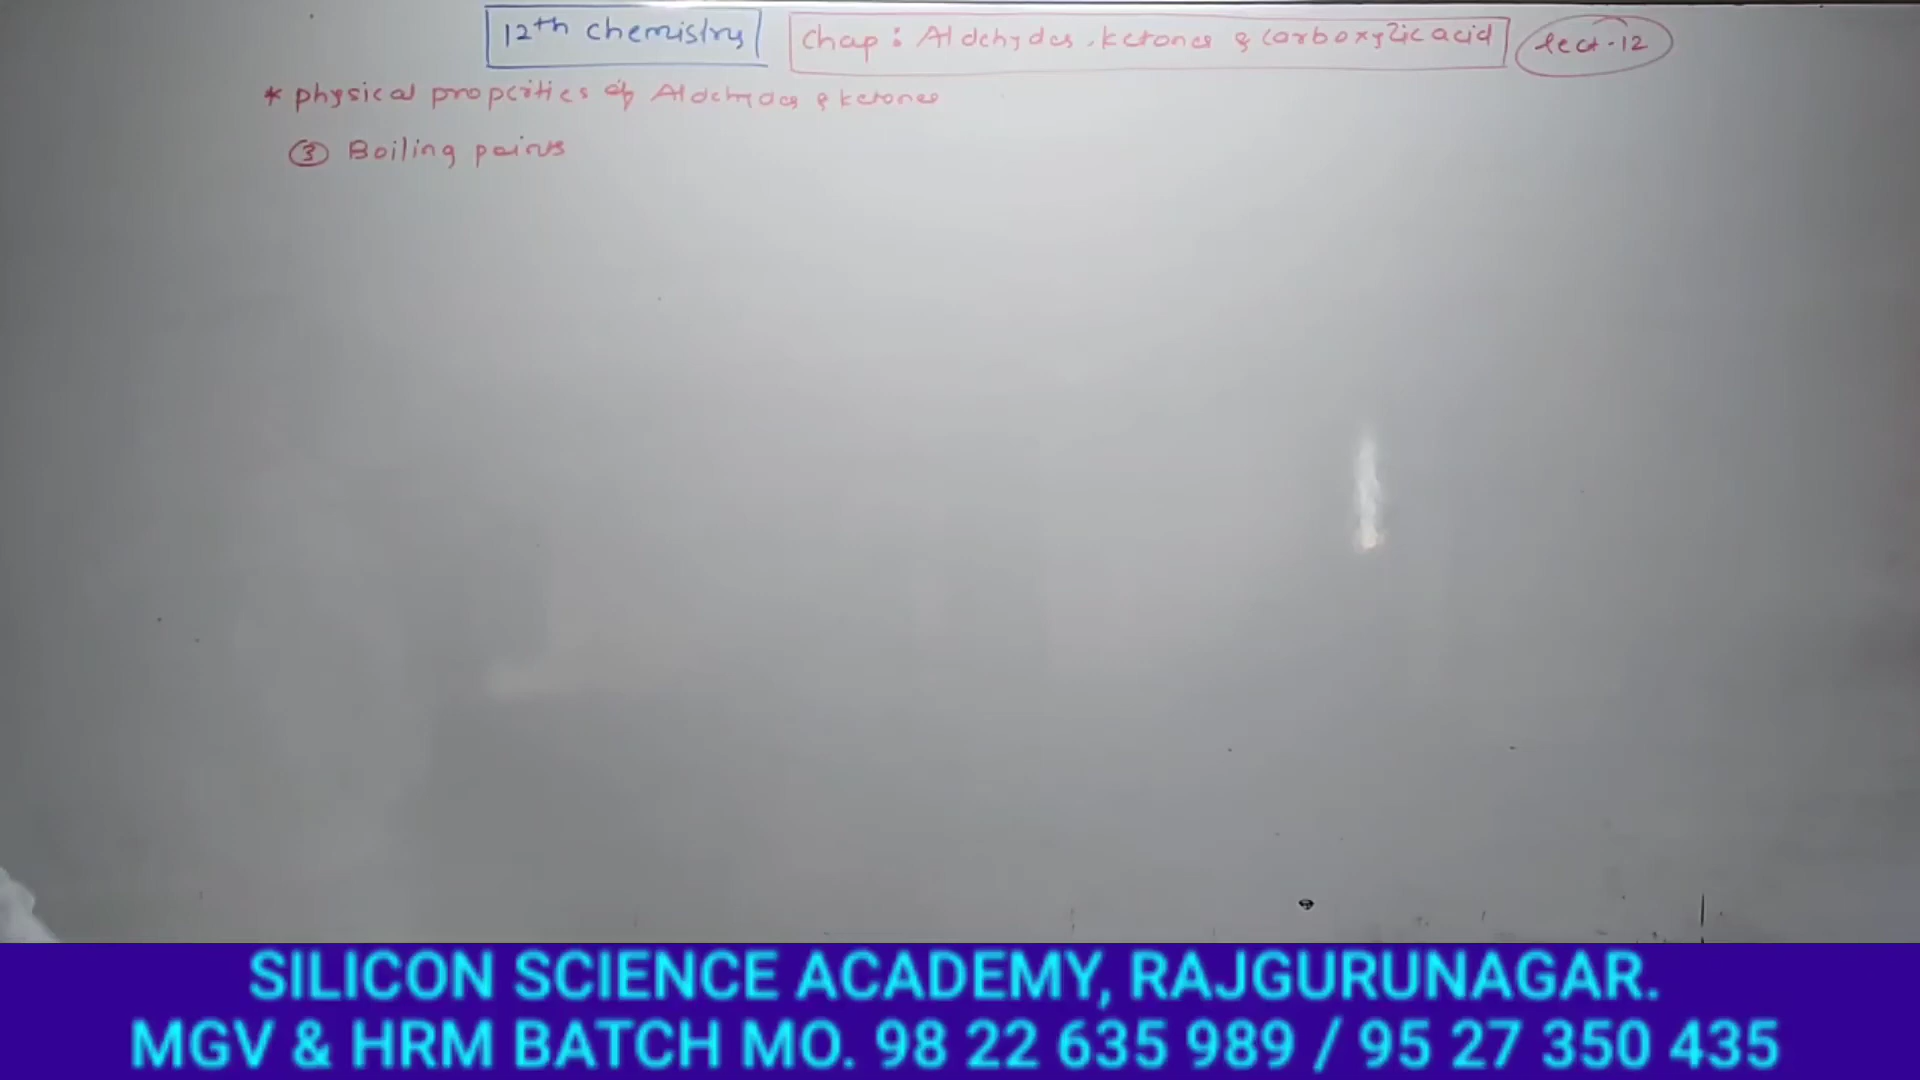 12th chemistry
Chap: Aldehydes, ketones & Carboxylic acid
lect-12
* physical properties of Aldehydes & ketones
③ Boiling points
SILICON SCIENCE ACADEMY, RAJGURUNAGAR.
MGV & HRM BATCH MO. 98 22 635 989 / 95 27 350 435